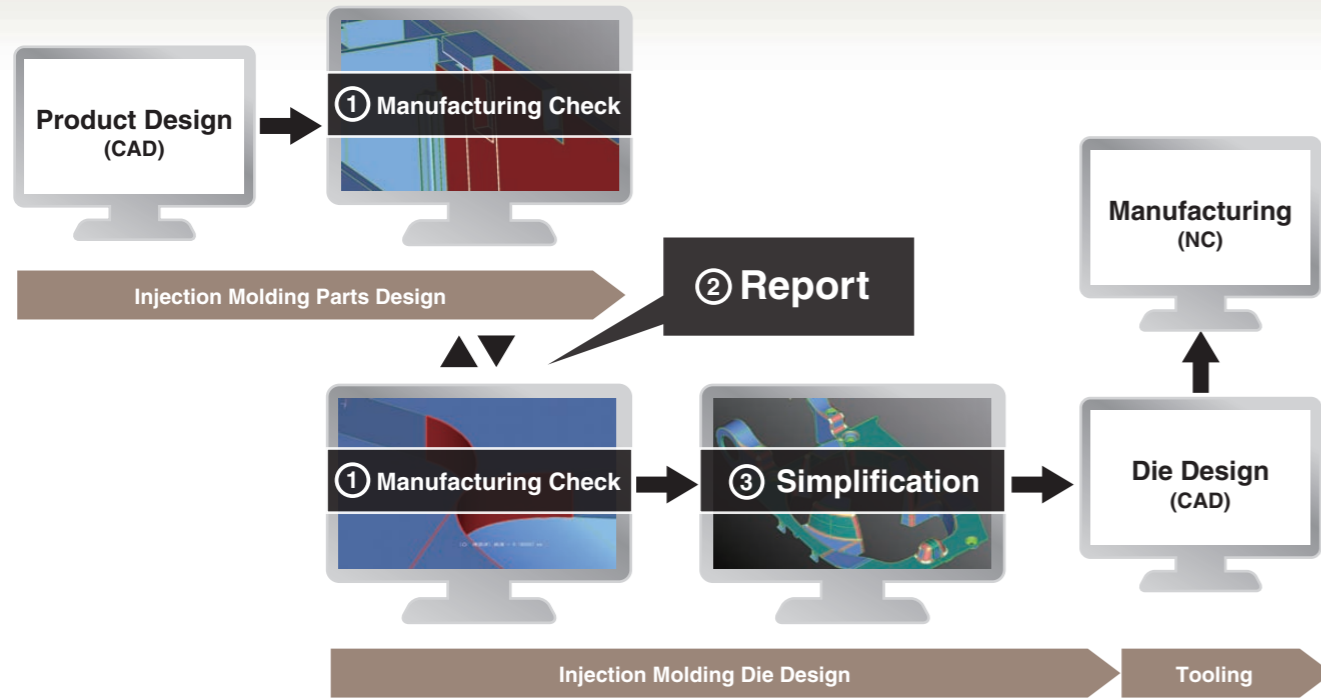 Product Design
(CAD)
① Manufacturing Check
Injection Molding Parts Design
② Report
① Manufacturing Check
③ Simplification
Die Design
(CAD)
Manufacturing
(NC)
Injection Molding Die Design
Tooling